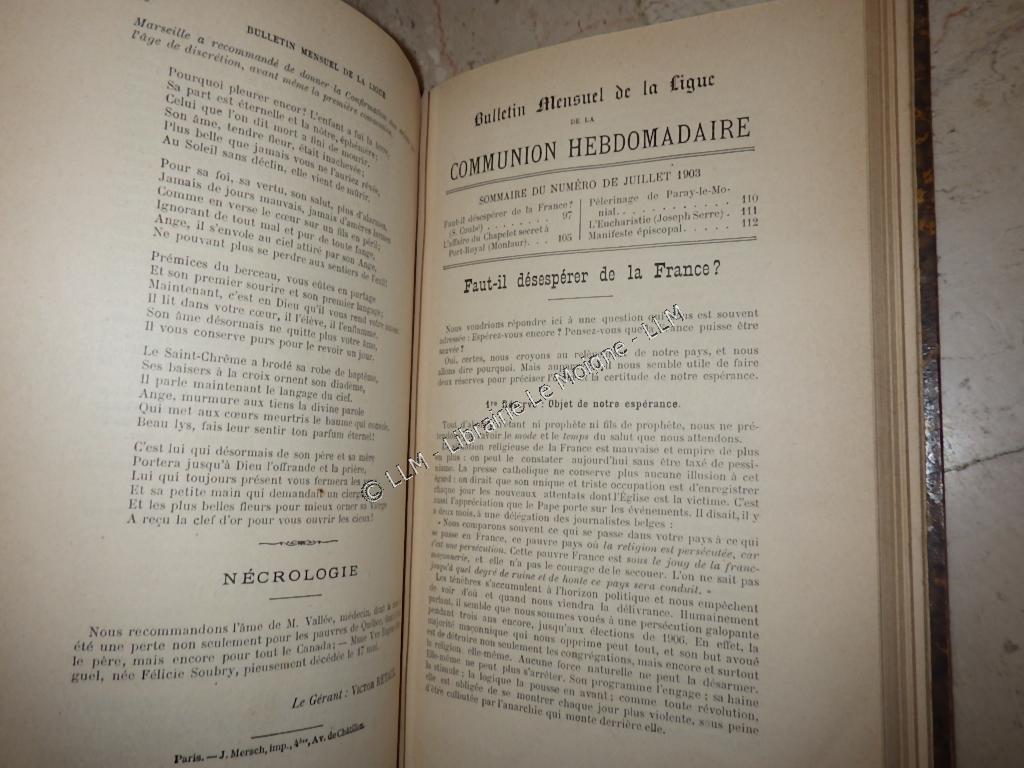 BULLETIN MENSUEL DE LA LIGUE
Marseille a recommandé de donner la Confirmation
l'âge de discrétion, avant même la première communion.
Pourquoi pleurer encor? L'enfant a fui la terre,
Sa part est éternelle et la nôtre, éphémère;
Celui que l'on dit mort a fini de mourir.
Son âme, tendre fleur, était inachevée;
Plus belle que jamais vous ne l'auriez rêvée,
Au Soleil sans déclin, elle vient de mûrir.
Pour sa foi, sa vertu, son salut, plus d'alarmes,
Jamais de jours mauvais, jamais d'amères larmes
Comme en verse le cœur sur un fils en péril;
Ignorant de tout mal et pur de toute fange,
Ange, il s'envole au ciel attiré par son Ange,
Ne pouvant plus se perdre aux sentiers de l'exil!
Prémices du berceau, vous eûtes en partage
Et son premier sourire et son premier langage;
Maintenant, c'est en Dieu qu'il vous rend votre
Il lit dans votre cœur, il l'élève, il l'enflamme,
Son âme désormais ne quitte plus votre âme,
Il vous conserve purs pour le revoir un jour.
Le Saint-Chrême a brodé sa robe de baptême,
Ses baisers à la croix ornent son diadème,
Il parle maintenant le langage du ciel.
Ange, murmure aux tiens la divine parole
Qui met aux cœurs meurtris le baume qui console,
Beau lys, fais leur sentir ton parfum éternel!
C'est lui qui désormais de son père et sa mère
Portera jusqu'à Dieu l'offrande et la prière,
Lui qui toujours présent vous fermera les
Et sa petite main qui demandait un cierge
Et les plus belles fleurs pour mieux orner sa Vierge
A reçu la clef d'or pour vous ouvrir les cieux!
NÉCROLOGIE
Nous recommandons l'âme de M. Vallée, médecin, dont la
été une perte non seulement pour les pauvres de Québec, dont
le père, mais encore pour tout le Canada; — Mme Vve
guel, née Félicie Soubry, pieusement décédée le 17 mai.
Le Gérant: VICTOR RETAUX.
Paris. — J. Mersch, imp., 4bis, Av. de Châtillon.
Bulletin Mensuel de la Ligue
DE LA
COMMUNION HEBDOMADAIRE
SOMMAIRE DU NUMÉRO DE JUILLET 1903
Faut-il désespérer de la France?
(S. Coubé) . . . . . . . 97
L'affaire du Chapelet secret à
Port-Royal (Montaur). . . 105
Pèlerinage de Paray-le-Mo-
nial. . . . . . . . . . . 110
L'Eucharistie (Joseph Serre). 111
Manifeste épiscopal. . . . . 112
Faut-il désespérer de la France?
Nous voudrions répondre ici à une question qui nous est souvent
adressée : Espérez-vous encore? Pensez-vous que la France puisse être
sauvée?
Oui, certes, nous croyons au relèvement de notre pays, et nous
allons dire pourquoi. Mais auparavant, il nous semble utile de faire
deux réserves pour préciser l'objet et la certitude de notre espérance.
1re Réserve : Objet de notre espérance.
Tout d'abord, n'étant ni prophète ni fils de prophète, nous ne pré-
tendons savoir le mode et le temps du salut que nous attendons.
La situation religieuse de la France est mauvaise et empire de plus
en plus : on peut le constater aujourd'hui sans être taxé de pessi-
misme. La presse catholique ne conserve plus aucune illusion à cet
égard : on dirait que son unique et triste occupation est d'enregistrer
chaque jour les nouveaux attentats dont l'Église est la victime. C'est
aussi l'appréciation que le Pape porte sur les événements. Il disait, il y
a deux mois, à une délégation des journalistes belges :
« Nous comparons souvent ce qui se passe dans votre pays à ce qui
se passe en France, ce pauvre pays où la religion est persécutée, car
c'est une persécution. Cette pauvre France est sous le joug de la franc-
maçonnerie, et elle n'a pas le courage de le secouer. L'on ne sait pas
jusqu'à quel degré de ruine et de honte ce pays sera conduit. »
Les ténèbres s'accumulent à l'horizon politique et nous empêchent
de voir d'où et quand nous viendra la délivrance. Humainement
parlant, il semble que nous sommes voués à une persécution galopante
pendant trois ans encore, jusqu'aux élections de 1906. En effet, la
majorité maçonnique qui nous opprime peut tout, et son but avoué
est de détruire non seulement les congrégations, mais encore et surtout
la religion elle-même. Aucune force naturelle ne peut la désarmer.
Elle-même ne peut plus s'arrêter. Son programme l'engage; sa haine
la stimule; la logique la pousse en avant; comme toute révolution,
elle est obligée de se montrer chaque jour plus violente, sous peine
d'être culbutée par l'anarchie qui monte derrière elle.
© LLM - Librairie Le Moigne - LLM